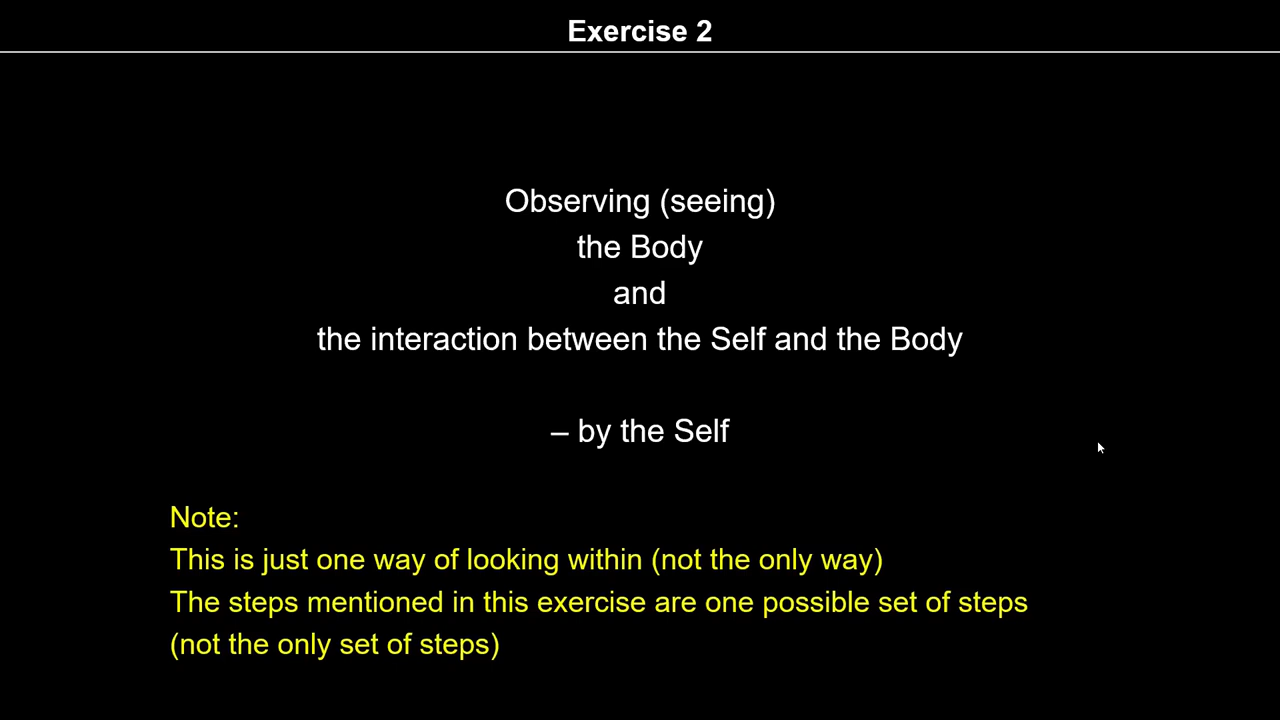 Exercise 2
Observing (seeing)
the Body
and
the interaction between the Self and the Body
– by the Self
Note:
This is just one way of looking within (not the only way)
The steps mentioned in this exercise are one possible set of steps
(not the only set of steps)